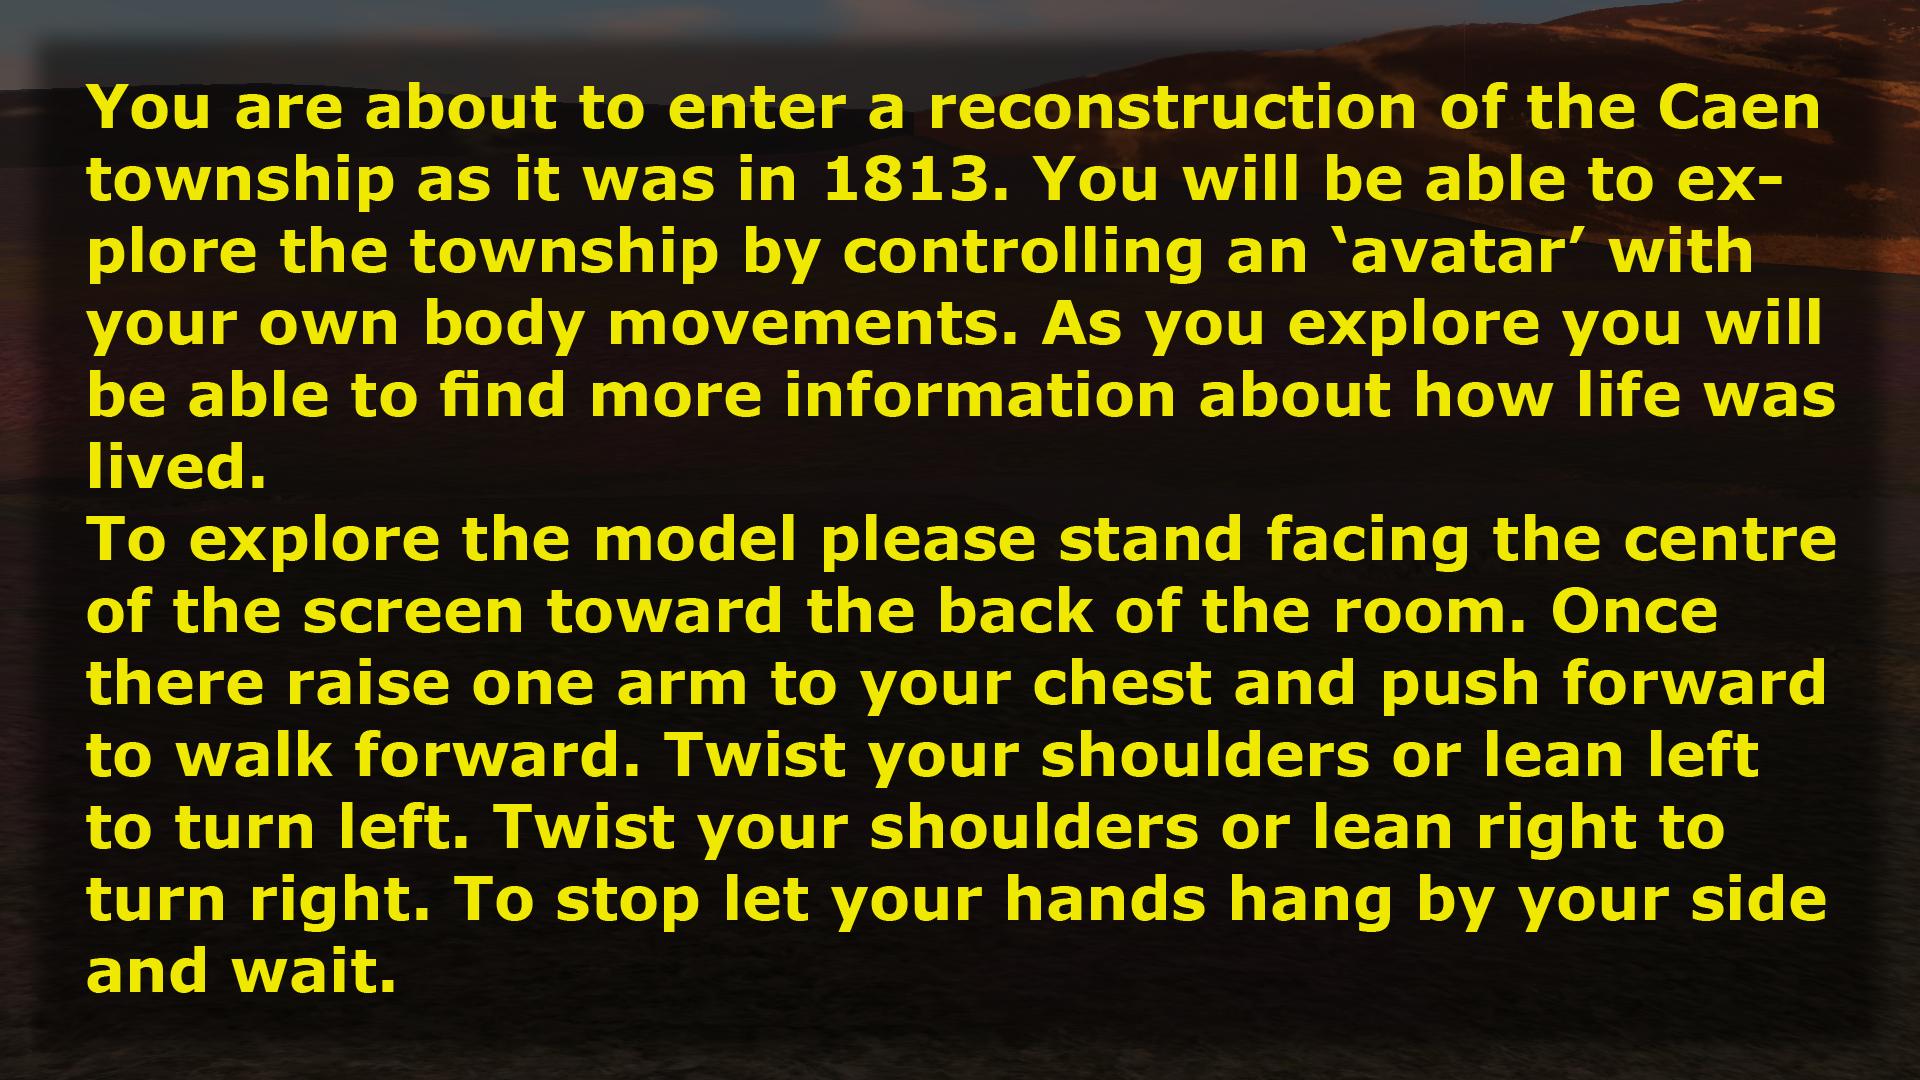 You are about to enter a reconstruction of the Caen
township as it was in 1813. You will be able to ex-
plore the township by controlling an ‘avatar’ with
your own body movements. As you explore you will
be able to find more information about how life was
lived.
To explore the model please stand facing the centre
of the screen toward the back of the room. Once
there raise one arm to your chest and push forward
to walk forward. Twist your shoulders or lean left
to turn left. Twist your shoulders or lean right to
turn right. To stop let your hands hang by your side
and wait.